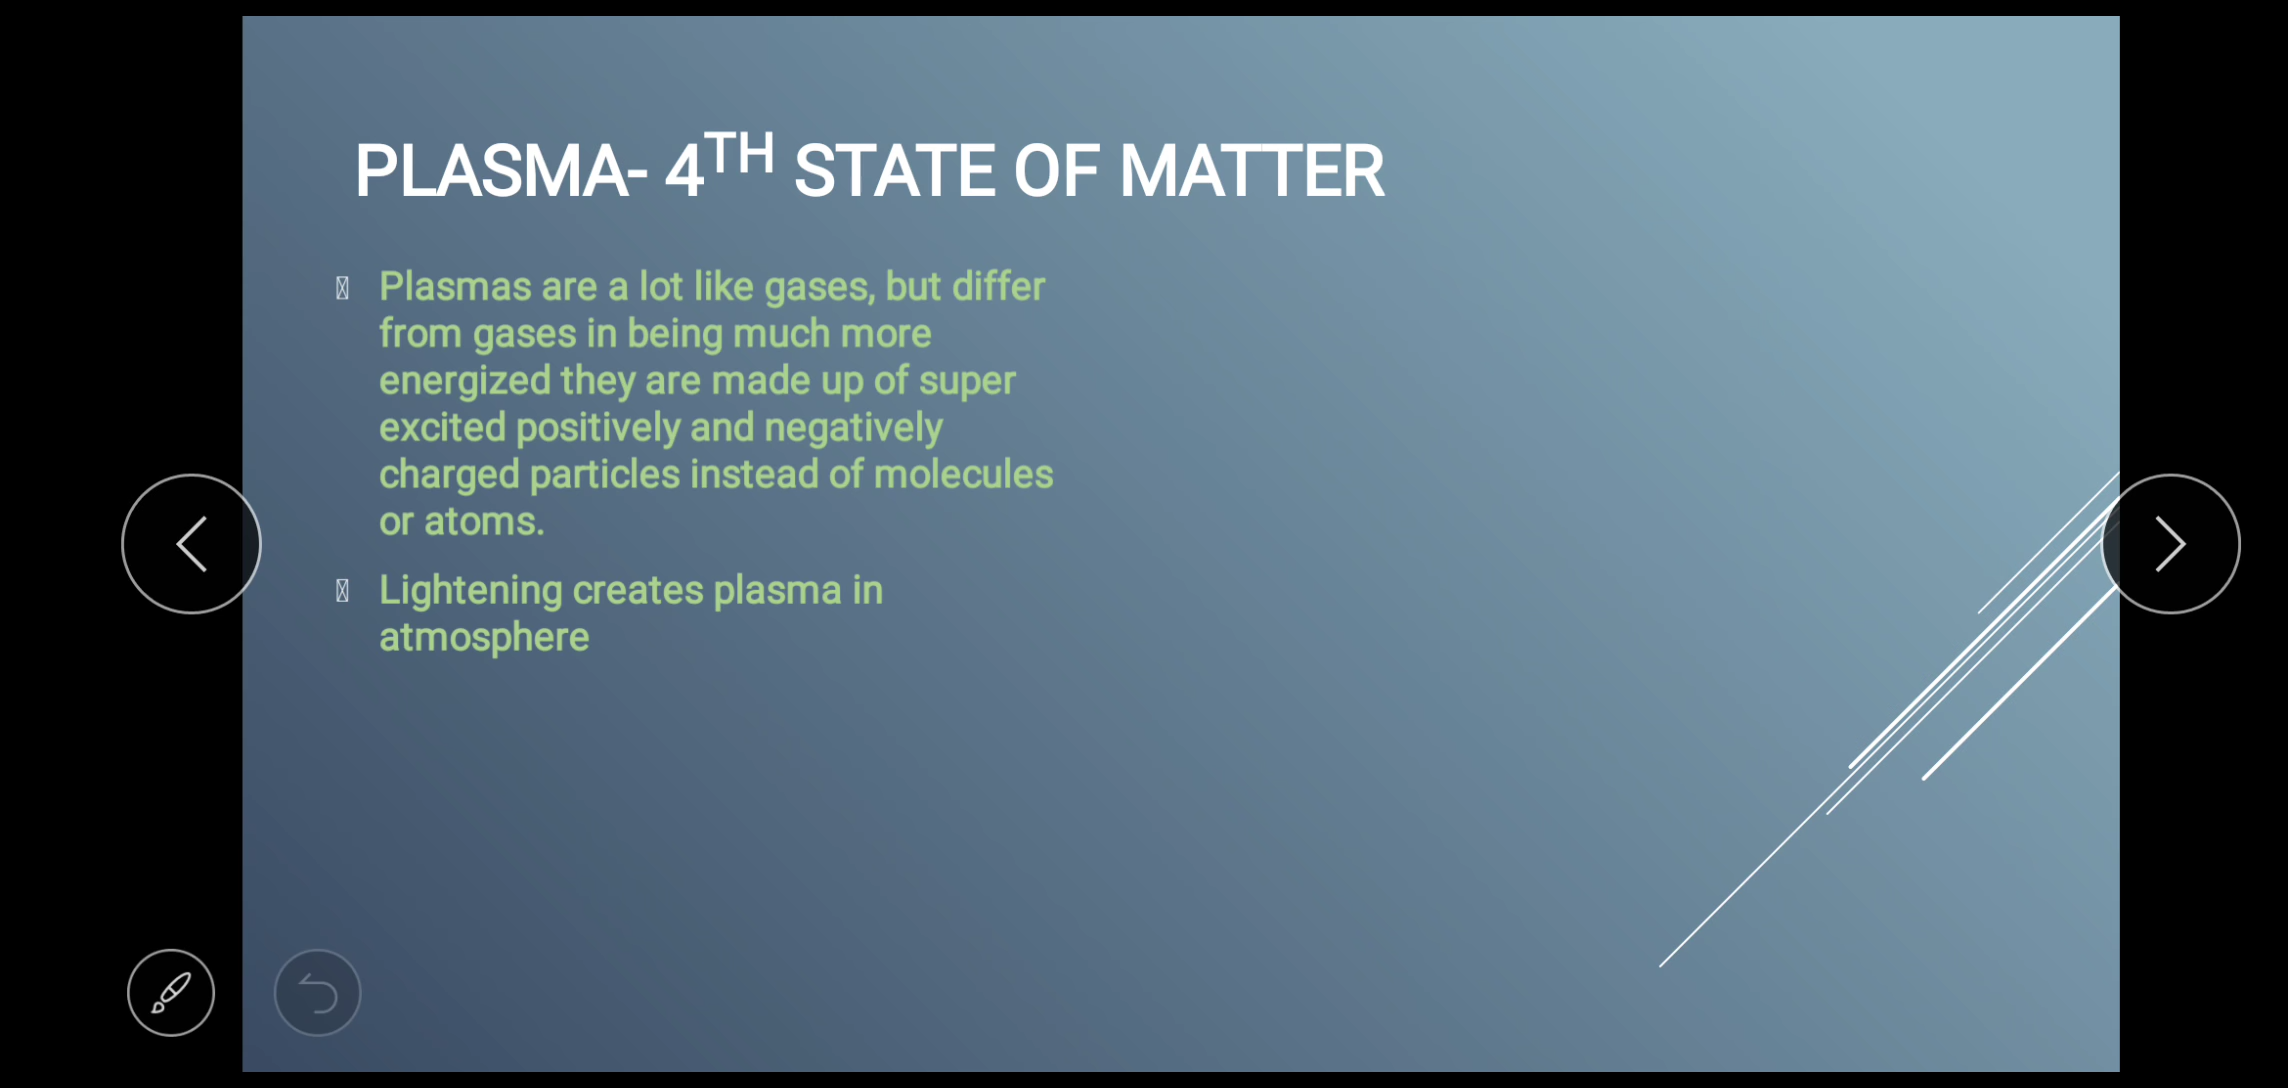 PLASMA- 4TH STATE OF MATTER
Plasmas are a lot like gases, but differ
from gases in being much more
energized they are made up of super
excited positively and negatively
charged particles instead of molecules
or atoms.
Lightening creates plasma in
atmosphere